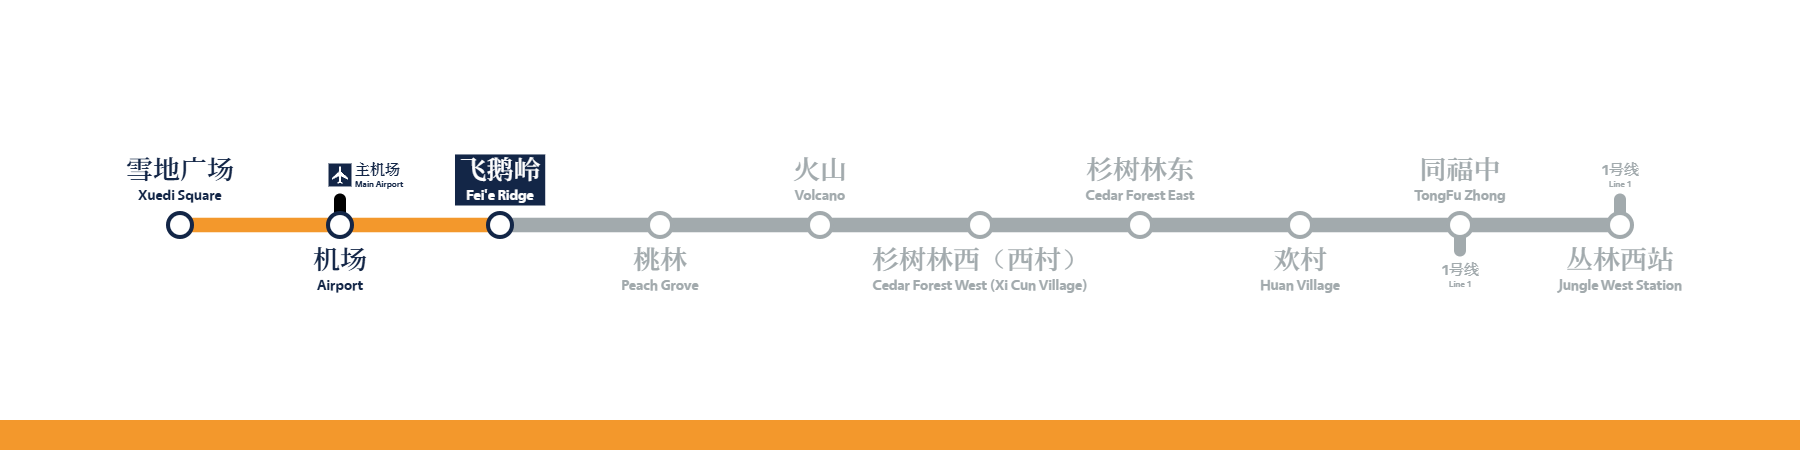 雪地广场
Xuedi Square
主机场
Main Airport
机场
Airport
飞鹅岭
Fei'e Ridge
桃林
Peach Grove
火山
Volcano
杉树林西（西村）
Cedar Forest West (Xi Cun Village)
杉树林东
Cedar Forest East
欢村
Huan Village
同福中
TongFu Zhong
1号线
Line 1
1号线
Line 1
丛林西站
Jungle West Station